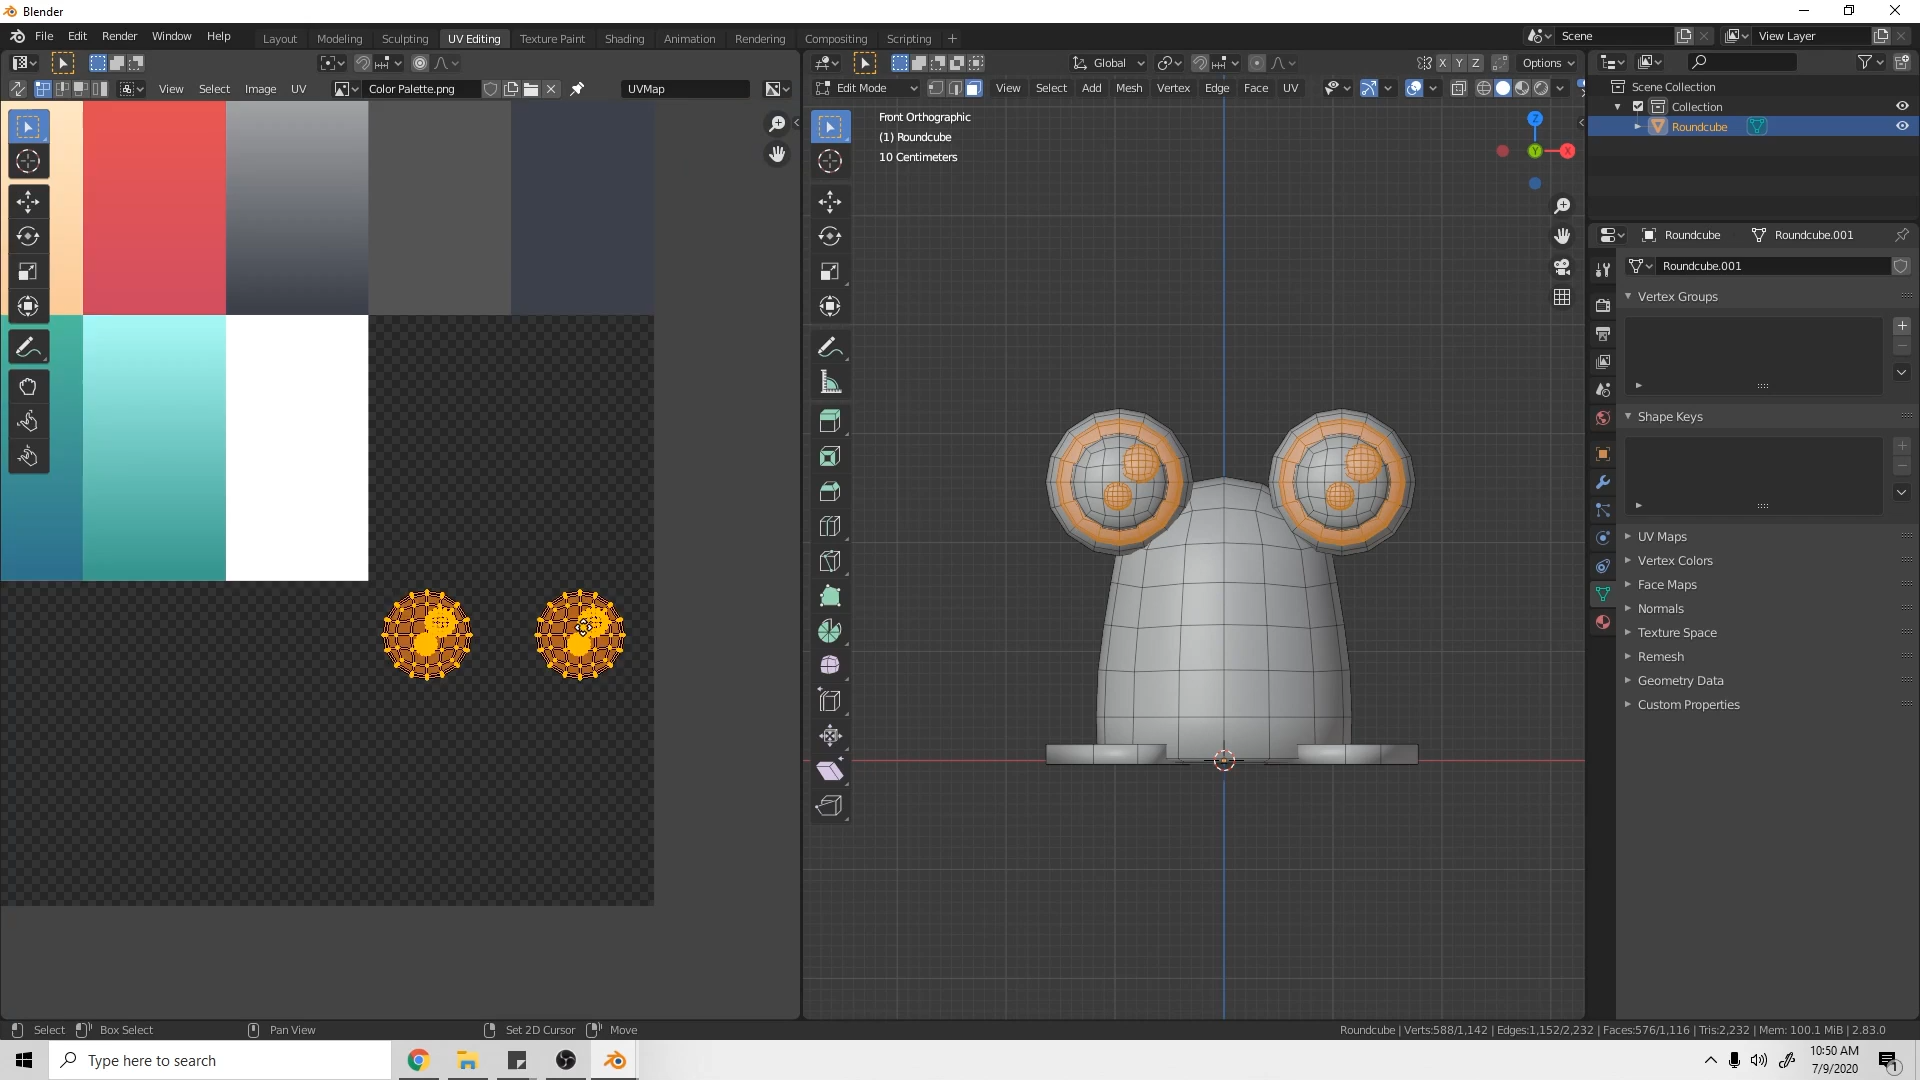 Blender
File Edit Render Window Help
Layout Modeling Sculpting UV Editing Texture Paint Shading Animation Rendering Compositing Scripting +
Scene
View Layer
Global
X Y Z
Options
View Select Image UV
Color Palette.png
UVMap
Edit Mode
View Select Add Mesh Vertex Edge Face UV
Scene Collection
Collection
Roundcube
Front Orthographic
(1) Roundcube
10 Centimeters
Z
Y
X
Roundcube
Roundcube.001
Roundcube.001
Vertex Groups
Shape Keys
UV Maps
Vertex Colors
Face Maps
Normals
Texture Space
Remesh
Geometry Data
Custom Properties
Select
Box Select
Pan View
Set 2D Cursor
Move
Roundcube | Verts:588/1,142 | Edges:1,152/2,232 | Faces:576/1,116 | Tris:2,232 | Mem: 100.1 MiB | 2.83.0
Type here to search
10:50 AM
7/9/2020
1